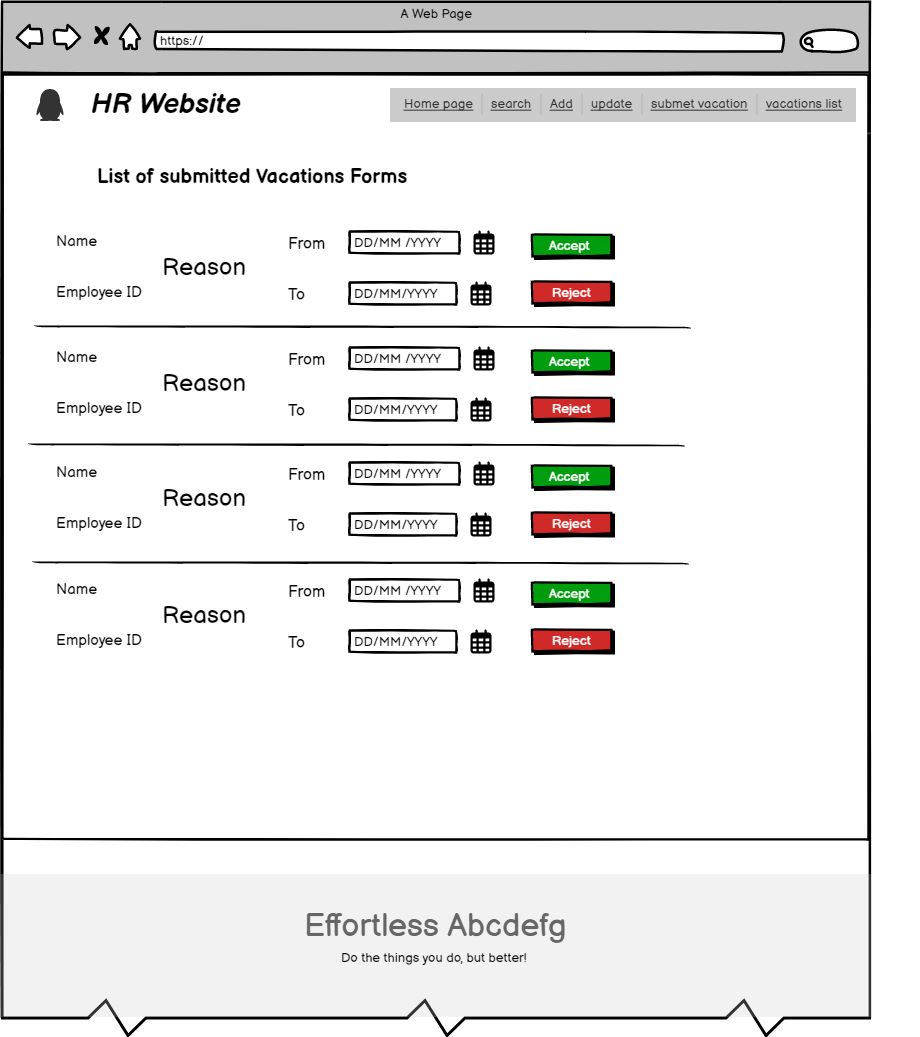 A Web Page
https://
HR Website
Home page search Add update submet vacation vacations list
List of submitted Vacations Forms
Name
Reason
Employee ID
From DD/MM /YYYY
To DD/MM/YYYY
Accept
Reject
Name
Reason
Employee ID
From DD/MM /YYYY
To DD/MM/YYYY
Accept
Reject
Name
Reason
Employee ID
From DD/MM /YYYY
To DD/MM/YYYY
Accept
Reject
Name
Reason
Employee ID
From DD/MM /YYYY
To DD/MM/YYYY
Accept
Reject
Effortless Abcdefg
Do the things you do, but better!